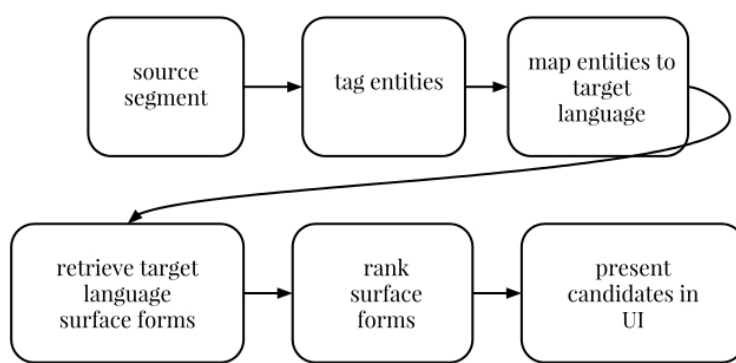 source
segment
tag entities
map entities to
target
language
retrieve target
language
surface forms
rank
surface
forms
present
candidates in
UI